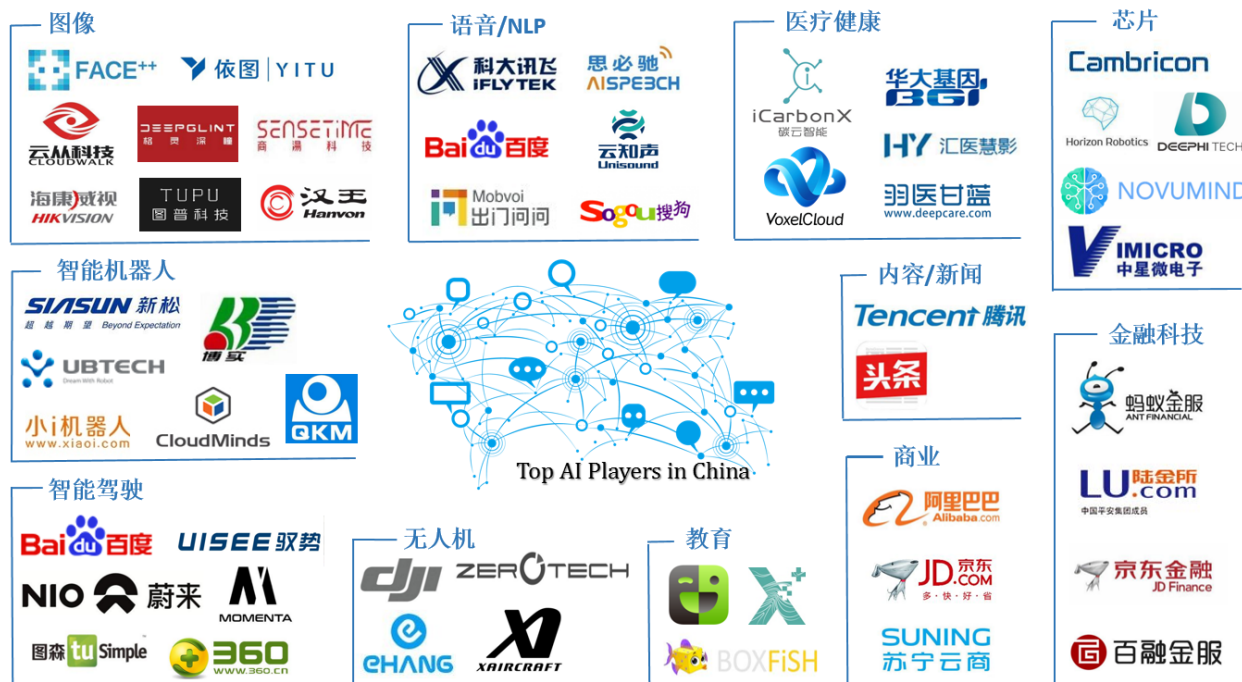 图像
FACE++
依图 YITU
云从科技
CLOUDWALK
DEEPGLINT
格灵深瞳
SENSETIME
商汤科技
海康威视
HIKVISION
TUPU
图普科技
汉王
Hanvon
语音/NLP
科大讯飞
iFLYTEK
思必驰
AISPEECH
Bai du 百度
云知声
Unisound
Mobvoi
出门问问
Sogou搜狗
医疗健康
iCarbonX
碳云智能
华大基因
BGI
HY 汇医慧影
VoxelCloud
羽医甘蓝
www.deepcare.com
芯片
Cambricon
Horizon Robotics
DEEPHI TECH
NOVUMIND
VIMICRO
中星微电子
智能机器人
SIASUN 新松
超越期望 Beyond Expectation
博实
UBTECH
Dream With Robot
小i机器人
www.xiaoi.com
CloudMinds
QKM
Top AI Players in China
内容/新闻
Tencent 腾讯
头条
金融科技
蚂蚁金服
ANT FINANCIAL
陆金所
LU.com
中国平安集团成员
京东金融
JD Finance
百融金服
智能驾驶
Bai du 百度
UISEE 驭势
NIO 蔚来
MOMENTA
图森 tu Simple
360
www.360.cn
无人机
dji
ZEROTECH
eHANG
XAIRCRAFT
教育
X+
BOXFiSH
商业
阿里巴巴
Alibaba.com
JD 京东
.COM
多·快·好·省
SUNING
苏宁云商